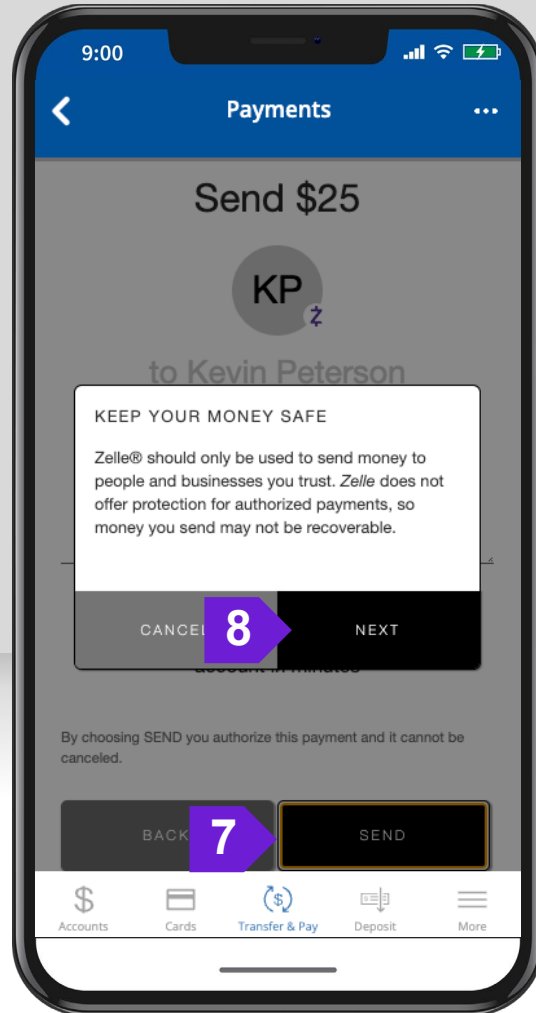 9:00
Payments
Send $25
KP
to Kevin Peterson
KEEP YOUR MONEY SAFE
Zelle® should only be used to send money to
people and businesses you trust. Zelle does not
offer protection for authorized payments, so
money you send may not be recoverable.
CANCEL 8 NEXT
account in minutes
By choosing SEND you authorize this payment and it cannot be
canceled.
BACK 7 SEND
Accounts Cards Transfer & Pay Deposit More